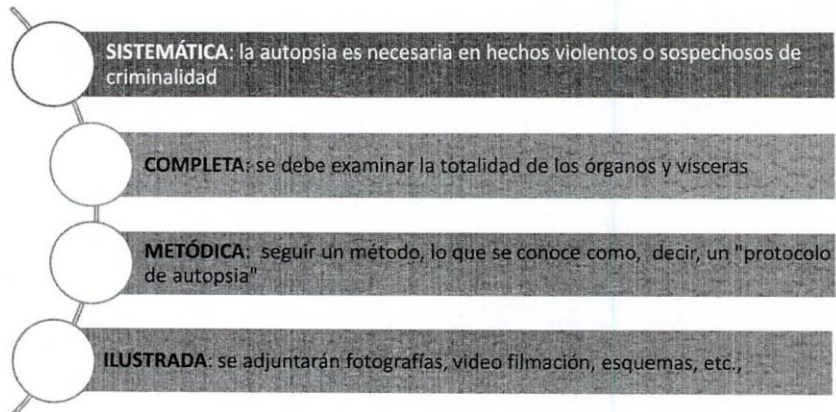 SISTEMÁTICA: la autopsia es necesaria en hechos violentos o sospechosos de
criminalidad
COMPLETA: se debe examinar la totalidad de los órganos y vísceras
METÓDICA: seguir un método, lo que se conoce como, decir, un "protocolo
de autopsia"
ILUSTRADA: se adjuntarán fotografías, video filmación, esquemas, etc.,